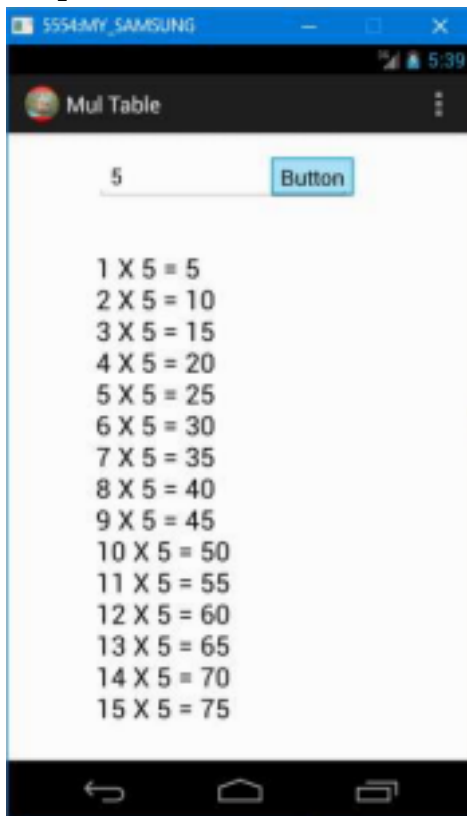 5554:MY_SAMSUNG
5:39
Mul Table
5 Button
1 X 5 = 5
2 X 5 = 10
3 X 5 = 15
4 X 5 = 20
5 X 5 = 25
6 X 5 = 30
7 X 5 = 35
8 X 5 = 40
9 X 5 = 45
10 X 5 = 50
11 X 5 = 55
12 X 5 = 60
13 X 5 = 65
14 X 5 = 70
15 X 5 = 75